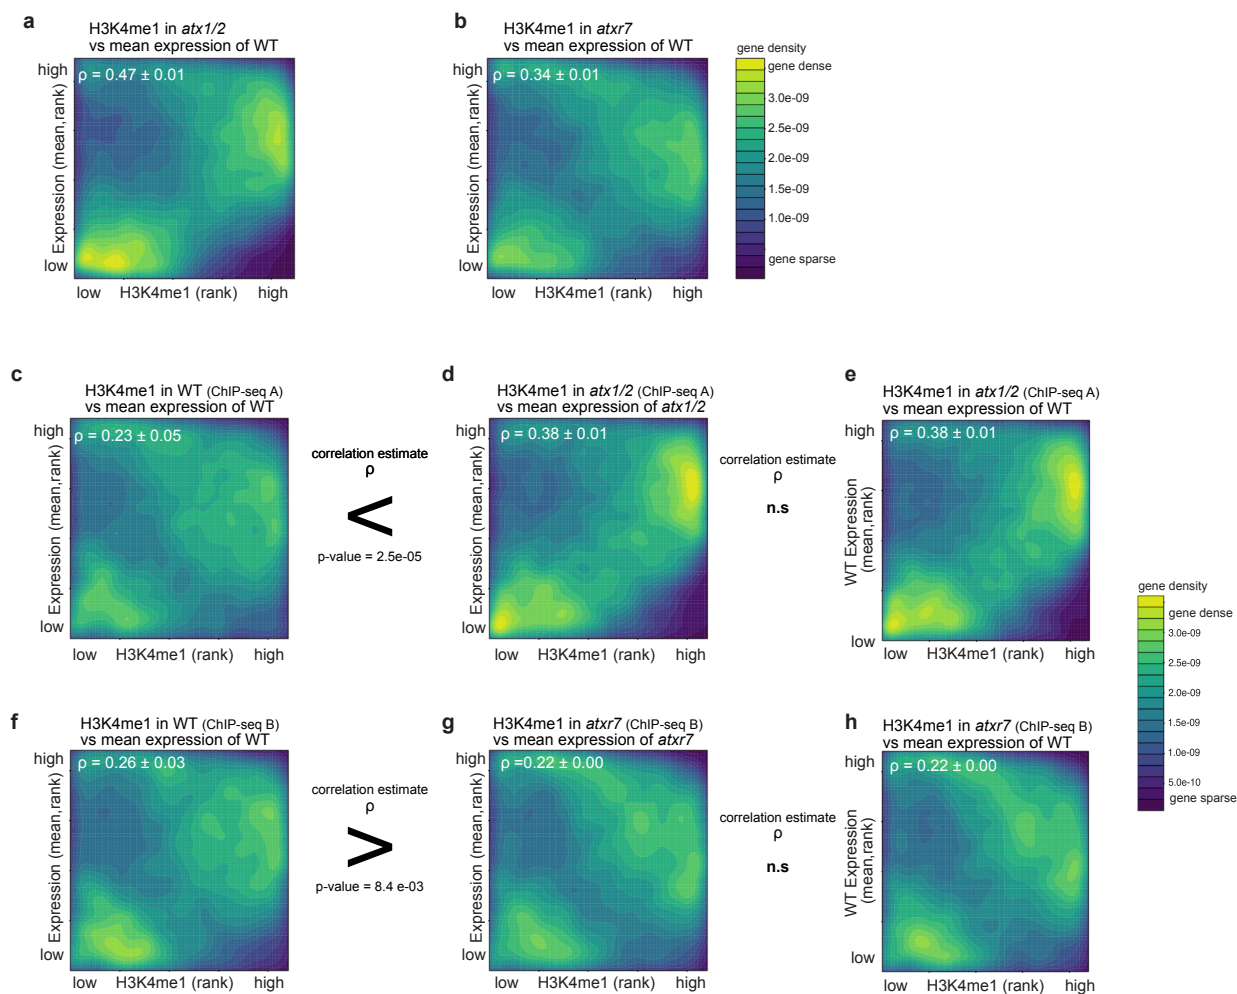 a
H3K4me1 in atx1/2
vs mean expression of WT
high
ρ = 0.47 ± 0.01
Expression (mean,rank)
low
low H3K4me1 (rank) high
b
H3K4me1 in atxr7
vs mean expression of WT
high
ρ = 0.34 ± 0.01
Expression (mean,rank)
low
low H3K4me1 (rank) high
gene density
gene dense
3.0e-09
2.5e-09
2.0e-09
1.5e-09
1.0e-09
gene sparse
c
H3K4me1 in WT (ChIP-seq A)
vs mean expression of WT
high
ρ = 0.23 ± 0.05
Expression (mean,rank)
low
low H3K4me1 (rank) high
correlation estimate
ρ
<
p-value = 2.5e-05
d
H3K4me1 in atx1/2 (ChIP-seq A)
vs mean expression of atx1/2
high
ρ = 0.38 ± 0.01
Expression (mean,rank)
low
low H3K4me1 (rank) high
correlation estimate
ρ
n.s
e
H3K4me1 in atx1/2 (ChIP-seq A)
vs mean expression of WT
high
ρ = 0.38 ± 0.01
WT Expression
(mean,rank)
low
low H3K4me1 (rank) high
gene density
gene dense
3.0e-09
2.5e-09
2.0e-09
1.5e-09
1.0e-09
5.0e-10
gene sparse
f
H3K4me1 in WT (ChIP-seq B)
vs mean expression of WT
high
ρ = 0.26 ± 0.03
Expression (mean,rank)
low
low H3K4me1 (rank) high
correlation estimate
ρ
>
p-value = 8.4 e-03
g
H3K4me1 in atxr7 (ChIP-seq B)
vs mean expression of atxr7
high
ρ =0.22 ± 0.00
Expression (mean,rank)
low
low H3K4me1 (rank) high
correlation estimate
ρ
n.s
h
H3K4me1 in atxr7 (ChIP-seq B)
vs mean expression of WT
high
ρ = 0.22 ± 0.00
WT Expression
(mean,rank)
low
low H3K4me1 (rank) high